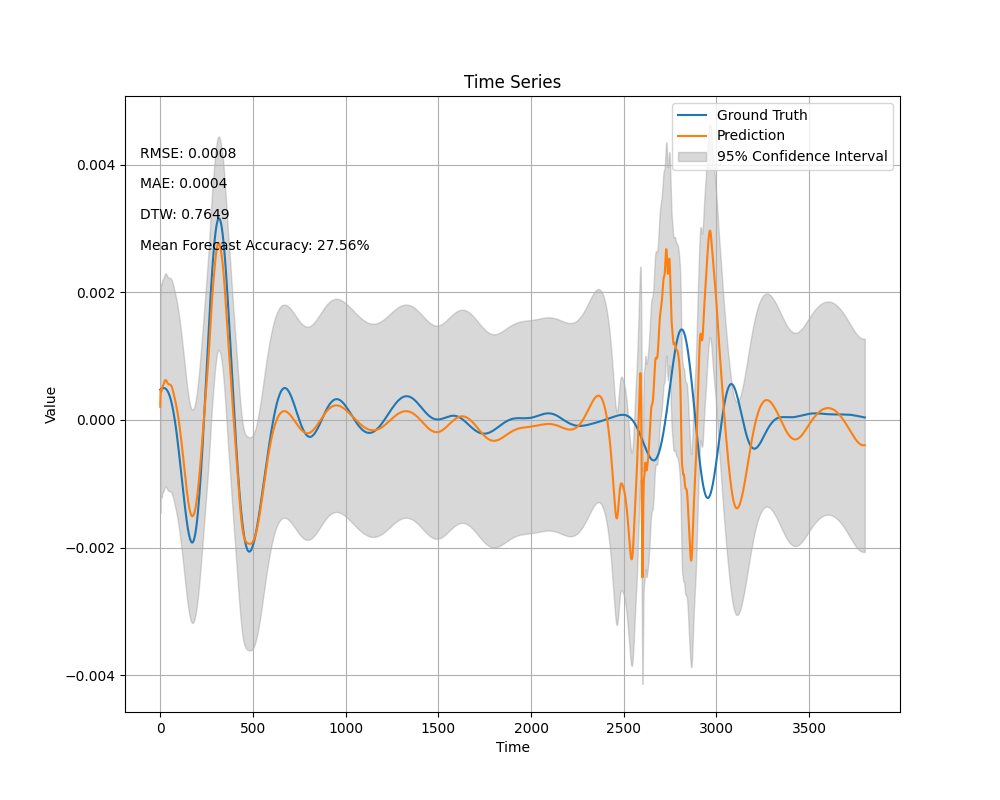 Time Series
Ground Truth
Prediction
95% Confidence Interval
RMSE: 0.0008
MAE: 0.0004
DTW: 0.7649
Mean Forecast Accuracy: 27.56%
Value
0.004
0.002
0.000
−0.002
−0.004
0 500 1000 1500 2000 2500 3000 3500
Time